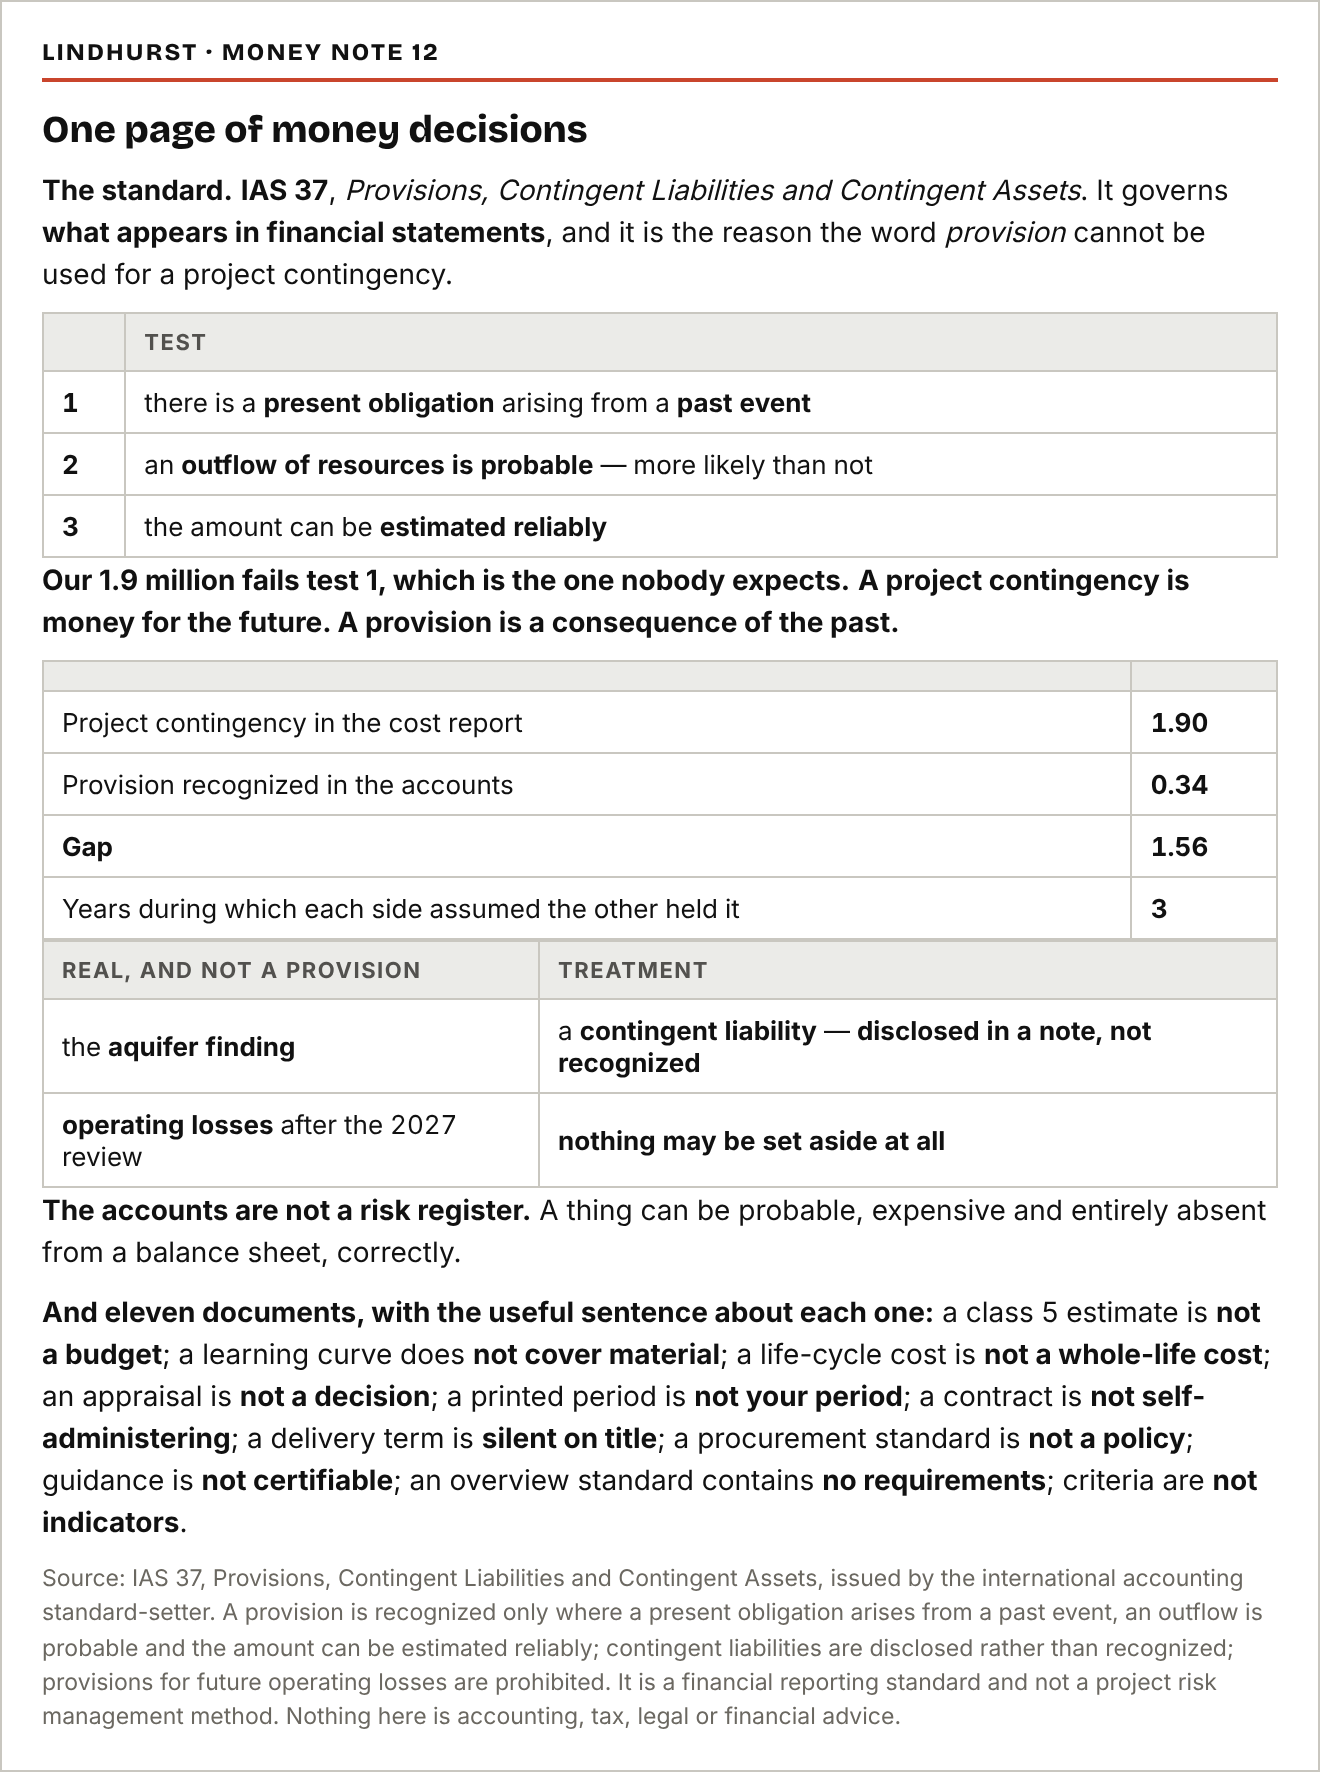 LINDHURST · MONEY NOTE 12
One page of money decisions
The standard. IAS 37, Provisions, Contingent Liabilities and Contingent Assets. It governs
what appears in financial statements, and it is the reason the word provision cannot be
used for a project contingency.
TEST
1 there is a present obligation arising from a past event
2 an outflow of resources is probable — more likely than not
3 the amount can be estimated reliably
Our 1.9 million fails test 1, which is the one nobody expects. A project contingency is
money for the future. A provision is a consequence of the past.
Project contingency in the cost report 1.90
Provision recognized in the accounts 0.34
Gap 1.56
Years during which each side assumed the other held it 3
REAL, AND NOT A PROVISION TREATMENT
the aquifer finding
a contingent liability — disclosed in a note, not
recognized
operating losses after the 2027
review
nothing may be set aside at all
The accounts are not a risk register. A thing can be probable, expensive and entirely absent
from a balance sheet, correctly.
And eleven documents, with the useful sentence about each one: a class 5 estimate is not
a budget; a learning curve does not cover material; a life-cycle cost is not a whole-life cost;
an appraisal is not a decision; a printed period is not your period; a contract is not self-
administering; a delivery term is silent on title; a procurement standard is not a policy;
guidance is not certifiable; an overview standard contains no requirements; criteria are not
indicators.
Source: IAS 37, Provisions, Contingent Liabilities and Contingent Assets, issued by the international accounting
standard-setter. A provision is recognized only where a present obligation arises from a past event, an outflow is
probable and the amount can be estimated reliably; contingent liabilities are disclosed rather than recognized;
provisions for future operating losses are prohibited. It is a financial reporting standard and not a project risk
management method. Nothing here is accounting, tax, legal or financial advice.